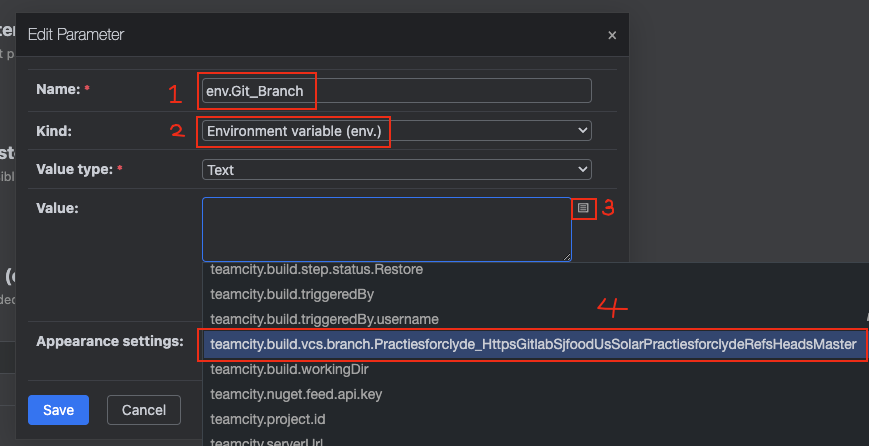 Edit Parameter ×
Name: * 1 env.Git_Branch
Kind: 2 Environment variable (env.)
Value type: * Text
Value: 3
teamcity.build.step.status.Restore
teamcity.build.triggeredBy
teamcity.build.triggeredBy.username
4
Appearance settings: teamcity.build.vcs.branch.Practiesforclyde_HttpsGitlabSjfoodUsSolarPractiesforclydeRefsHeadsMaster
teamcity.build.workingDir
teamcity.nuget.feed.api.key
Save Cancel
teamcity.project.id
teamcity.serverUrl